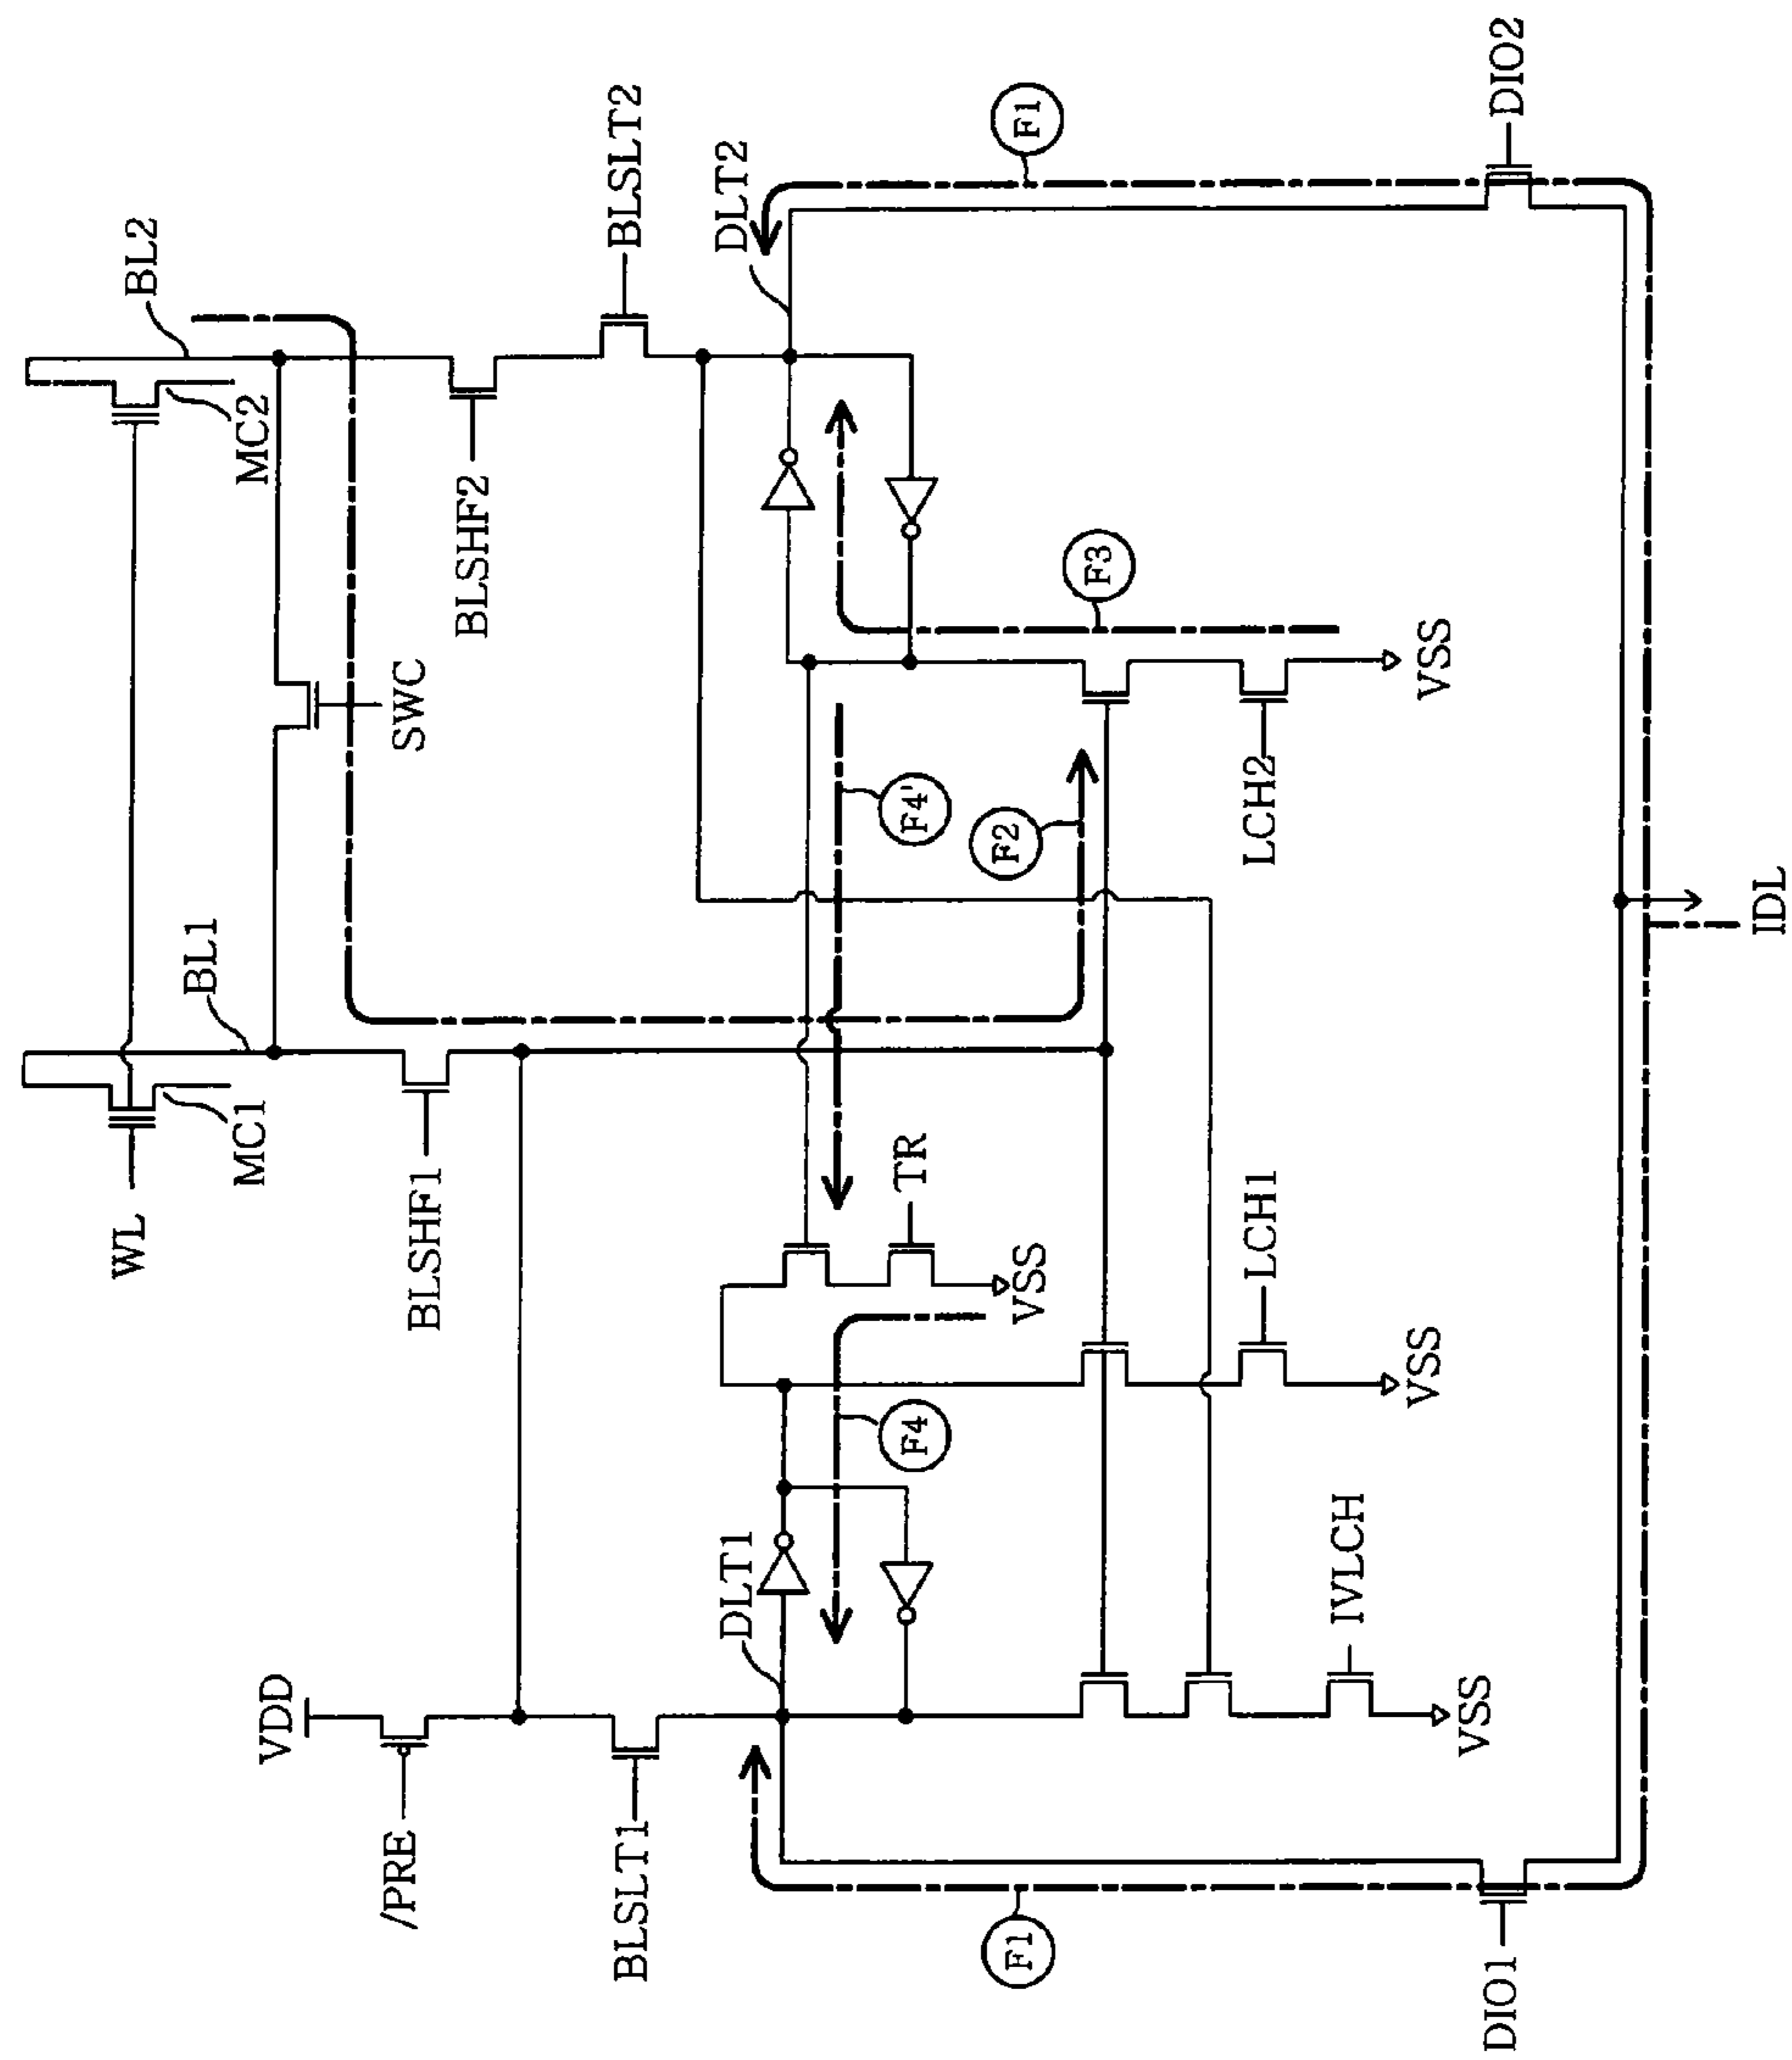 WL
MC1
MC2
BL1
BL2
SWC
BLSHF1
BLSHF2
VDD
/PRE
BLSLT1
BLSLT2
DLT1
DLT2
F4
F4'
TR
VSS
F2
F3
F1
F1
LCH1
LCH2
IVLCH
VSS
VSS
VSS
DIO1
DIO2
IDL